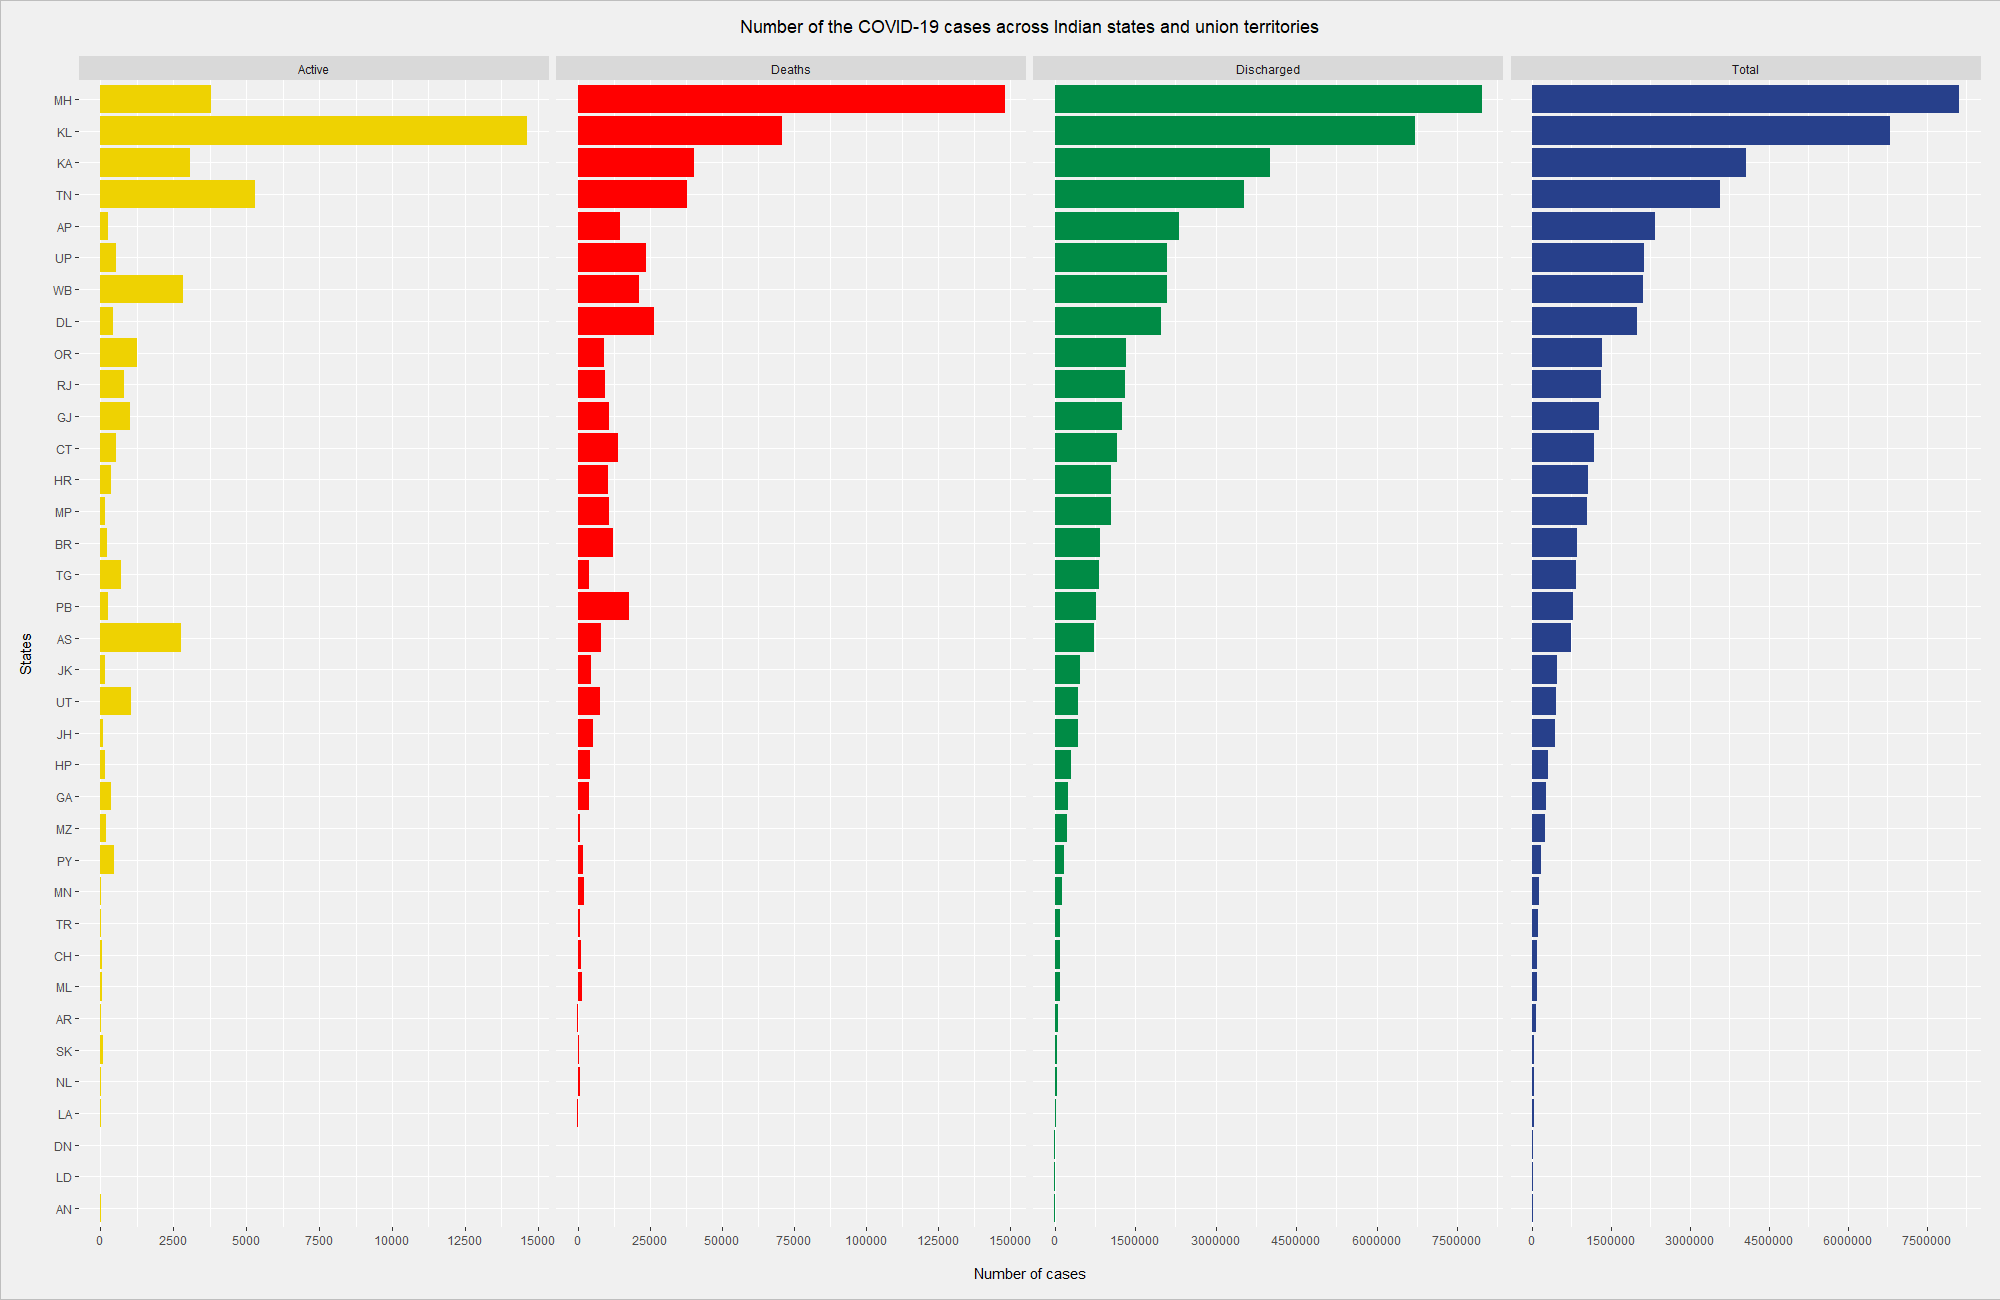 Number of the COVID-19 cases across Indian states and union territories
Active Deaths Discharged Total
MH
KL
KA
TN
AP
UP
WB
DL
OR
RJ
GJ
CT
HR
MP
BR
TG
PB
AS
JK
UT
JH
HP
GA
MZ
PY
MN
TR
CH
ML
AR
SK
NL
LA
DN
LD
AN
States
0 2500 5000 7500 10000 12500 15000 0 25000 50000 75000 100000 125000 150000 0 1500000 3000000 4500000 6000000 7500000 0 1500000 3000000 4500000 6000000 7500000
Number of cases